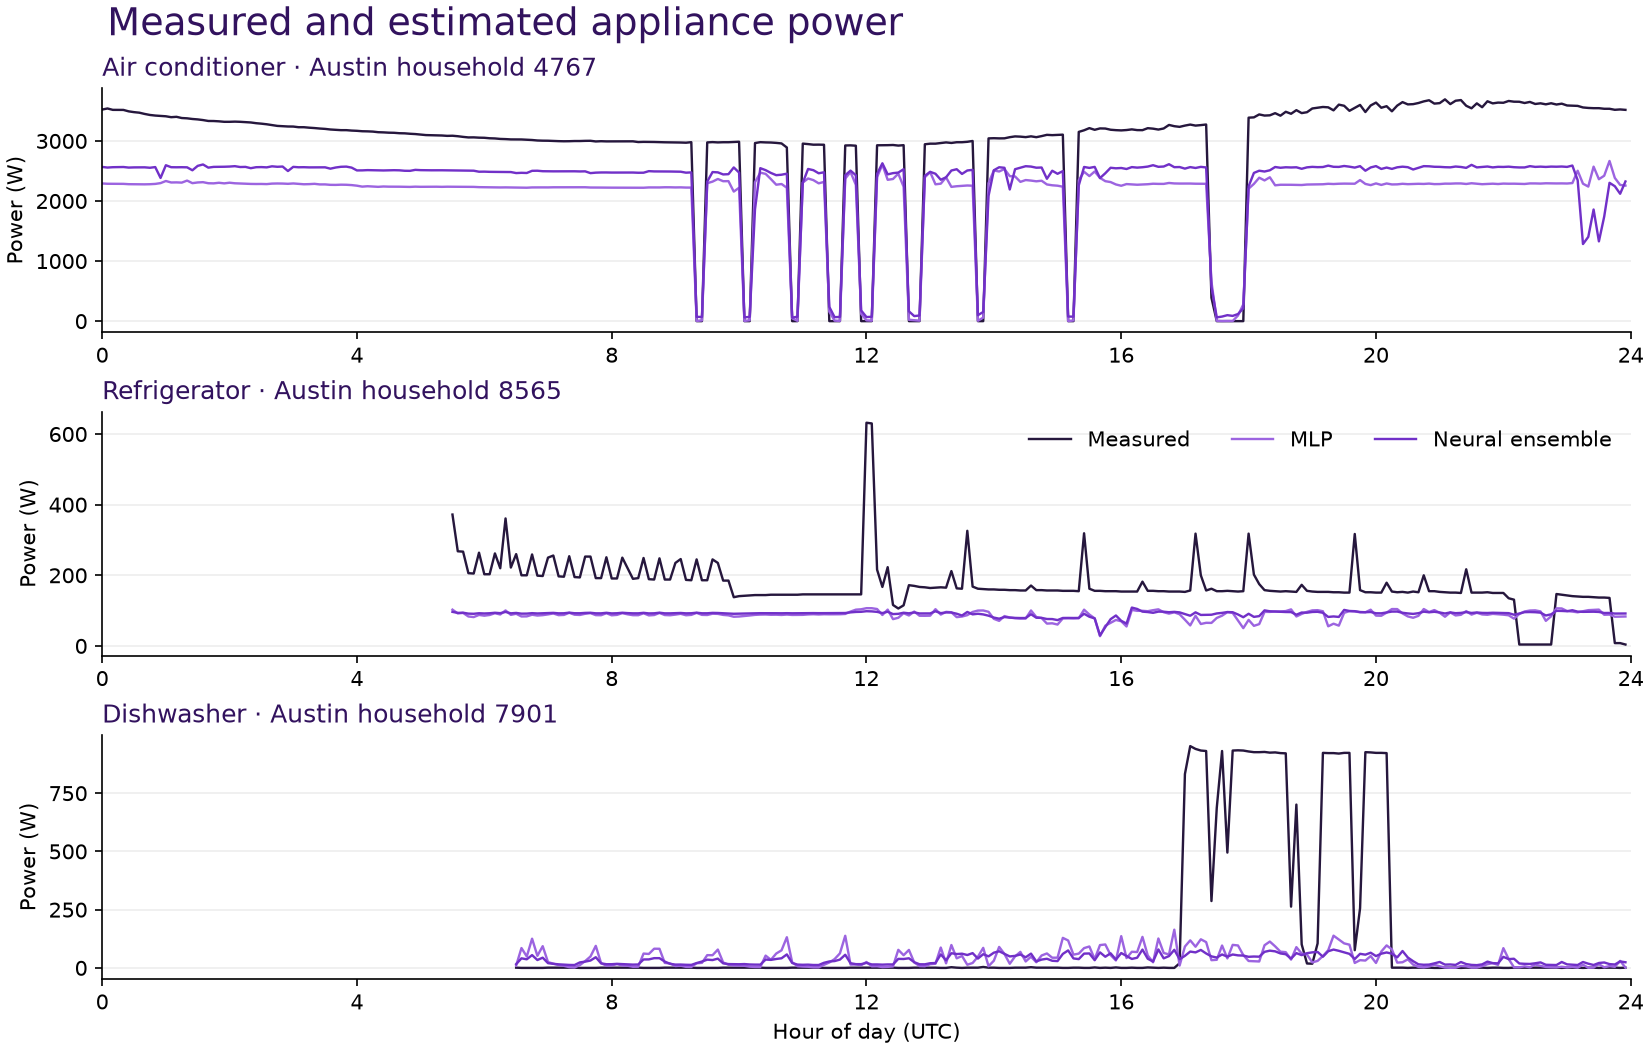 Measured and estimated appliance power
Air conditioner · Austin household 4767
Power (W)
3000
2000
1000
0
0 4 8 12 16 20 24
Refrigerator · Austin household 8565
Power (W)
600
400
200
0
Measured MLP Neural ensemble
0 4 8 12 16 20 24
Dishwasher · Austin household 7901
Power (W)
750
500
250
0
0 4 8 12 16 20 24
Hour of day (UTC)